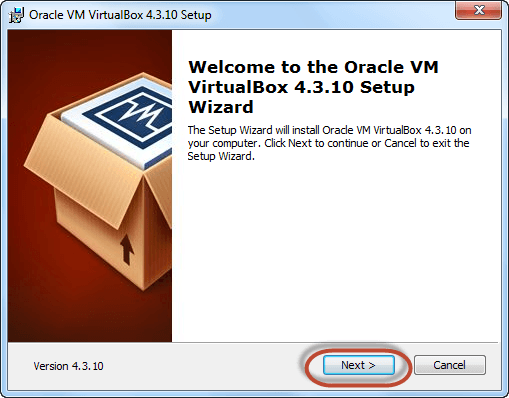 Oracle VM VirtualBox 4.3.10 Setup
Welcome to the Oracle VM
VirtualBox 4.3.10 Setup
Wizard
The Setup Wizard will install Oracle VM VirtualBox 4.3.10 on
your computer. Click Next to continue or Cancel to exit the
Setup Wizard.
Version 4.3.10
Next >
Cancel